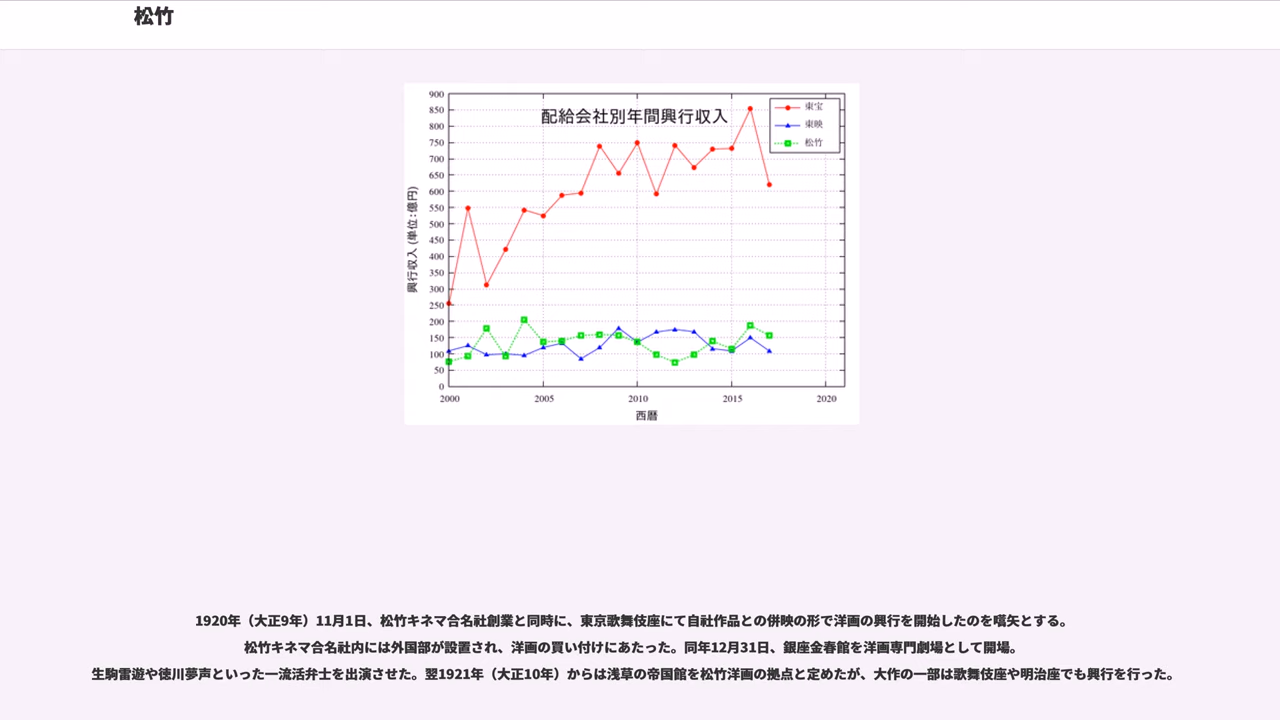 松竹
配給会社別年間興行収入
東宝
東映
松竹
興行収入 (単位:億円)
900
850
800
750
700
650
600
550
500
450
400
350
300
250
200
150
100
50
0
2000 2005 2010 2015 2020
西暦
1920年（大正9年）11月1日、松竹キネマ合名社創業と同時に、東京歌舞伎座にて自社作品との併映の形で洋画の興行を開始したのを嚆矢とする。
松竹キネマ合名社内には外国部が設置され、洋画の買い付けにあたった。同年12月31日、銀座金春館を洋画専門劇場として開場。
生駒雷遊や徳川夢声といった一流活弁士を出演させた。翌1921年（大正10年）からは浅草の帝国館を松竹洋画の拠点と定めたが、大作の一部は歌舞伎座や明治座でも興行を行った。